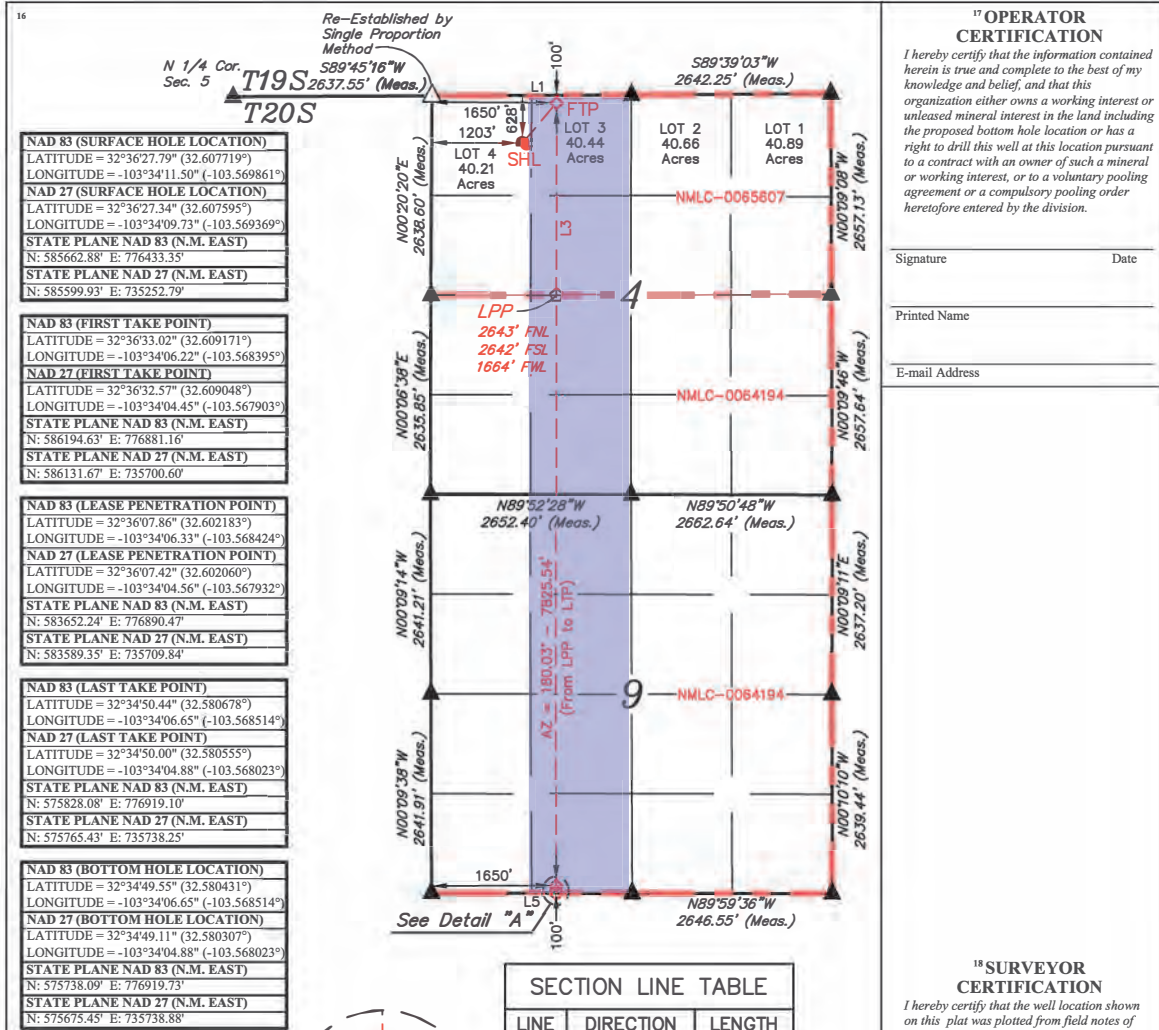 16
Re-Established by
Single Proportion
Method
N 1/4 Cor.
Sec. 5
T19S
T20S
S89°45'16"W
2637.55' (Meas.)
100'
L1
S89°39'03"W
2642.25' (Meas.)
1650'
628'
FTP
1203'
SHL
LOT 4
40.21
Acres
LOT 3
40.44
Acres
LOT 2
40.66
Acres
LOT 1
40.89
Acres
N00°20'20"E
2638.60' (Meas.)
NMLC-0065607
N00°09'08"W
2657.13' (Meas.)
L3
LPP
2643' FNL
2642' FSL
1664' FWL
4
N00°06'38"E
2635.85' (Meas.)
NMLC-0064194
N00°09'46"W
2657.64' (Meas.)
N89°52'28"W
2652.40' (Meas.)
N89°50'48"W
2662.64' (Meas.)
N00°09'14"W
2641.21' (Meas.)
AZ = 180.03° - 7825.54'
(From LPP to LTP)
N00°09'11"E
2637.20' (Meas.)
9
NMLC-0064194
N00°09'38"W
2641.91' (Meas.)
N00°10'10"W
2639.44' (Meas.)
1650'
L5
See Detail "A"
100'
N89°59'36"W
2646.55' (Meas.)
NAD 83 (SURFACE HOLE LOCATION)
LATITUDE = 32°36'27.79" (32.607719°)
LONGITUDE = -103°34'11.50" (-103.569861°)
NAD 27 (SURFACE HOLE LOCATION)
LATITUDE = 32°36'27.34" (32.607595°)
LONGITUDE = -103°34'09.73" (-103.569369°)
STATE PLANE NAD 83 (N.M. EAST)
N: 585662.88' E: 776433.35'
STATE PLANE NAD 27 (N.M. EAST)
N: 585599.93' E: 735252.79'
NAD 83 (FIRST TAKE POINT)
LATITUDE = 32°36'33.02" (32.609171°)
LONGITUDE = -103°34'06.22" (-103.568395°)
NAD 27 (FIRST TAKE POINT)
LATITUDE = 32°36'32.57" (32.609048°)
LONGITUDE = -103°34'04.45" (-103.567903°)
STATE PLANE NAD 83 (N.M. EAST)
N: 586194.63' E: 776881.16'
STATE PLANE NAD 27 (N.M. EAST)
N: 586131.67' E: 735700.60'
NAD 83 (LEASE PENETRATION POINT)
LATITUDE = 32°36'07.86" (32.602183°)
LONGITUDE = -103°34'06.33" (-103.568424°)
NAD 27 (LEASE PENETRATION POINT)
LATITUDE = 32°36'07.42" (32.602060°)
LONGITUDE = -103°34'04.56" (-103.567932°)
STATE PLANE NAD 83 (N.M. EAST)
N: 583652.24' E: 776890.47'
STATE PLANE NAD 27 (N.M. EAST)
N: 583589.35' E: 735709.84'
NAD 83 (LAST TAKE POINT)
LATITUDE = 32°34'50.44" (32.580678°)
LONGITUDE = -103°34'06.65" (-103.568514°)
NAD 27 (LAST TAKE POINT)
LATITUDE = 32°34'50.00" (32.580555°)
LONGITUDE = -103°34'04.88" (-103.568023°)
STATE PLANE NAD 83 (N.M. EAST)
N: 575828.08' E: 776919.10'
STATE PLANE NAD 27 (N.M. EAST)
N: 575765.43' E: 735738.25'
NAD 83 (BOTTOM HOLE LOCATION)
LATITUDE = 32°34'49.55" (32.580431°)
LONGITUDE = -103°34'06.65" (-103.568514°)
NAD 27 (BOTTOM HOLE LOCATION)
LATITUDE = 32°34'49.11" (32.580307°)
LONGITUDE = -103°34'04.88" (-103.568023°)
STATE PLANE NAD 83 (N.M. EAST)
N: 575738.09' E: 776919.73'
STATE PLANE NAD 27 (N.M. EAST)
N: 575675.45' E: 735738.88'
SECTION LINE TABLE
LINE DIRECTION LENGTH
17 OPERATOR
CERTIFICATION
I hereby certify that the information contained
herein is true and complete to the best of my
knowledge and belief, and that this
organization either owns a working interest or
unleased mineral interest in the land including
the proposed bottom hole location or has a
right to drill this well at this location pursuant
to a contract with an owner of such a mineral
or working interest, or to a voluntary pooling
agreement or a compulsory pooling order
heretofore entered by the division.
Signature Date
Printed Name
E-mail Address
18 SURVEYOR
CERTIFICATION
I hereby certify that the well location shown
on this plat was plotted from field notes of